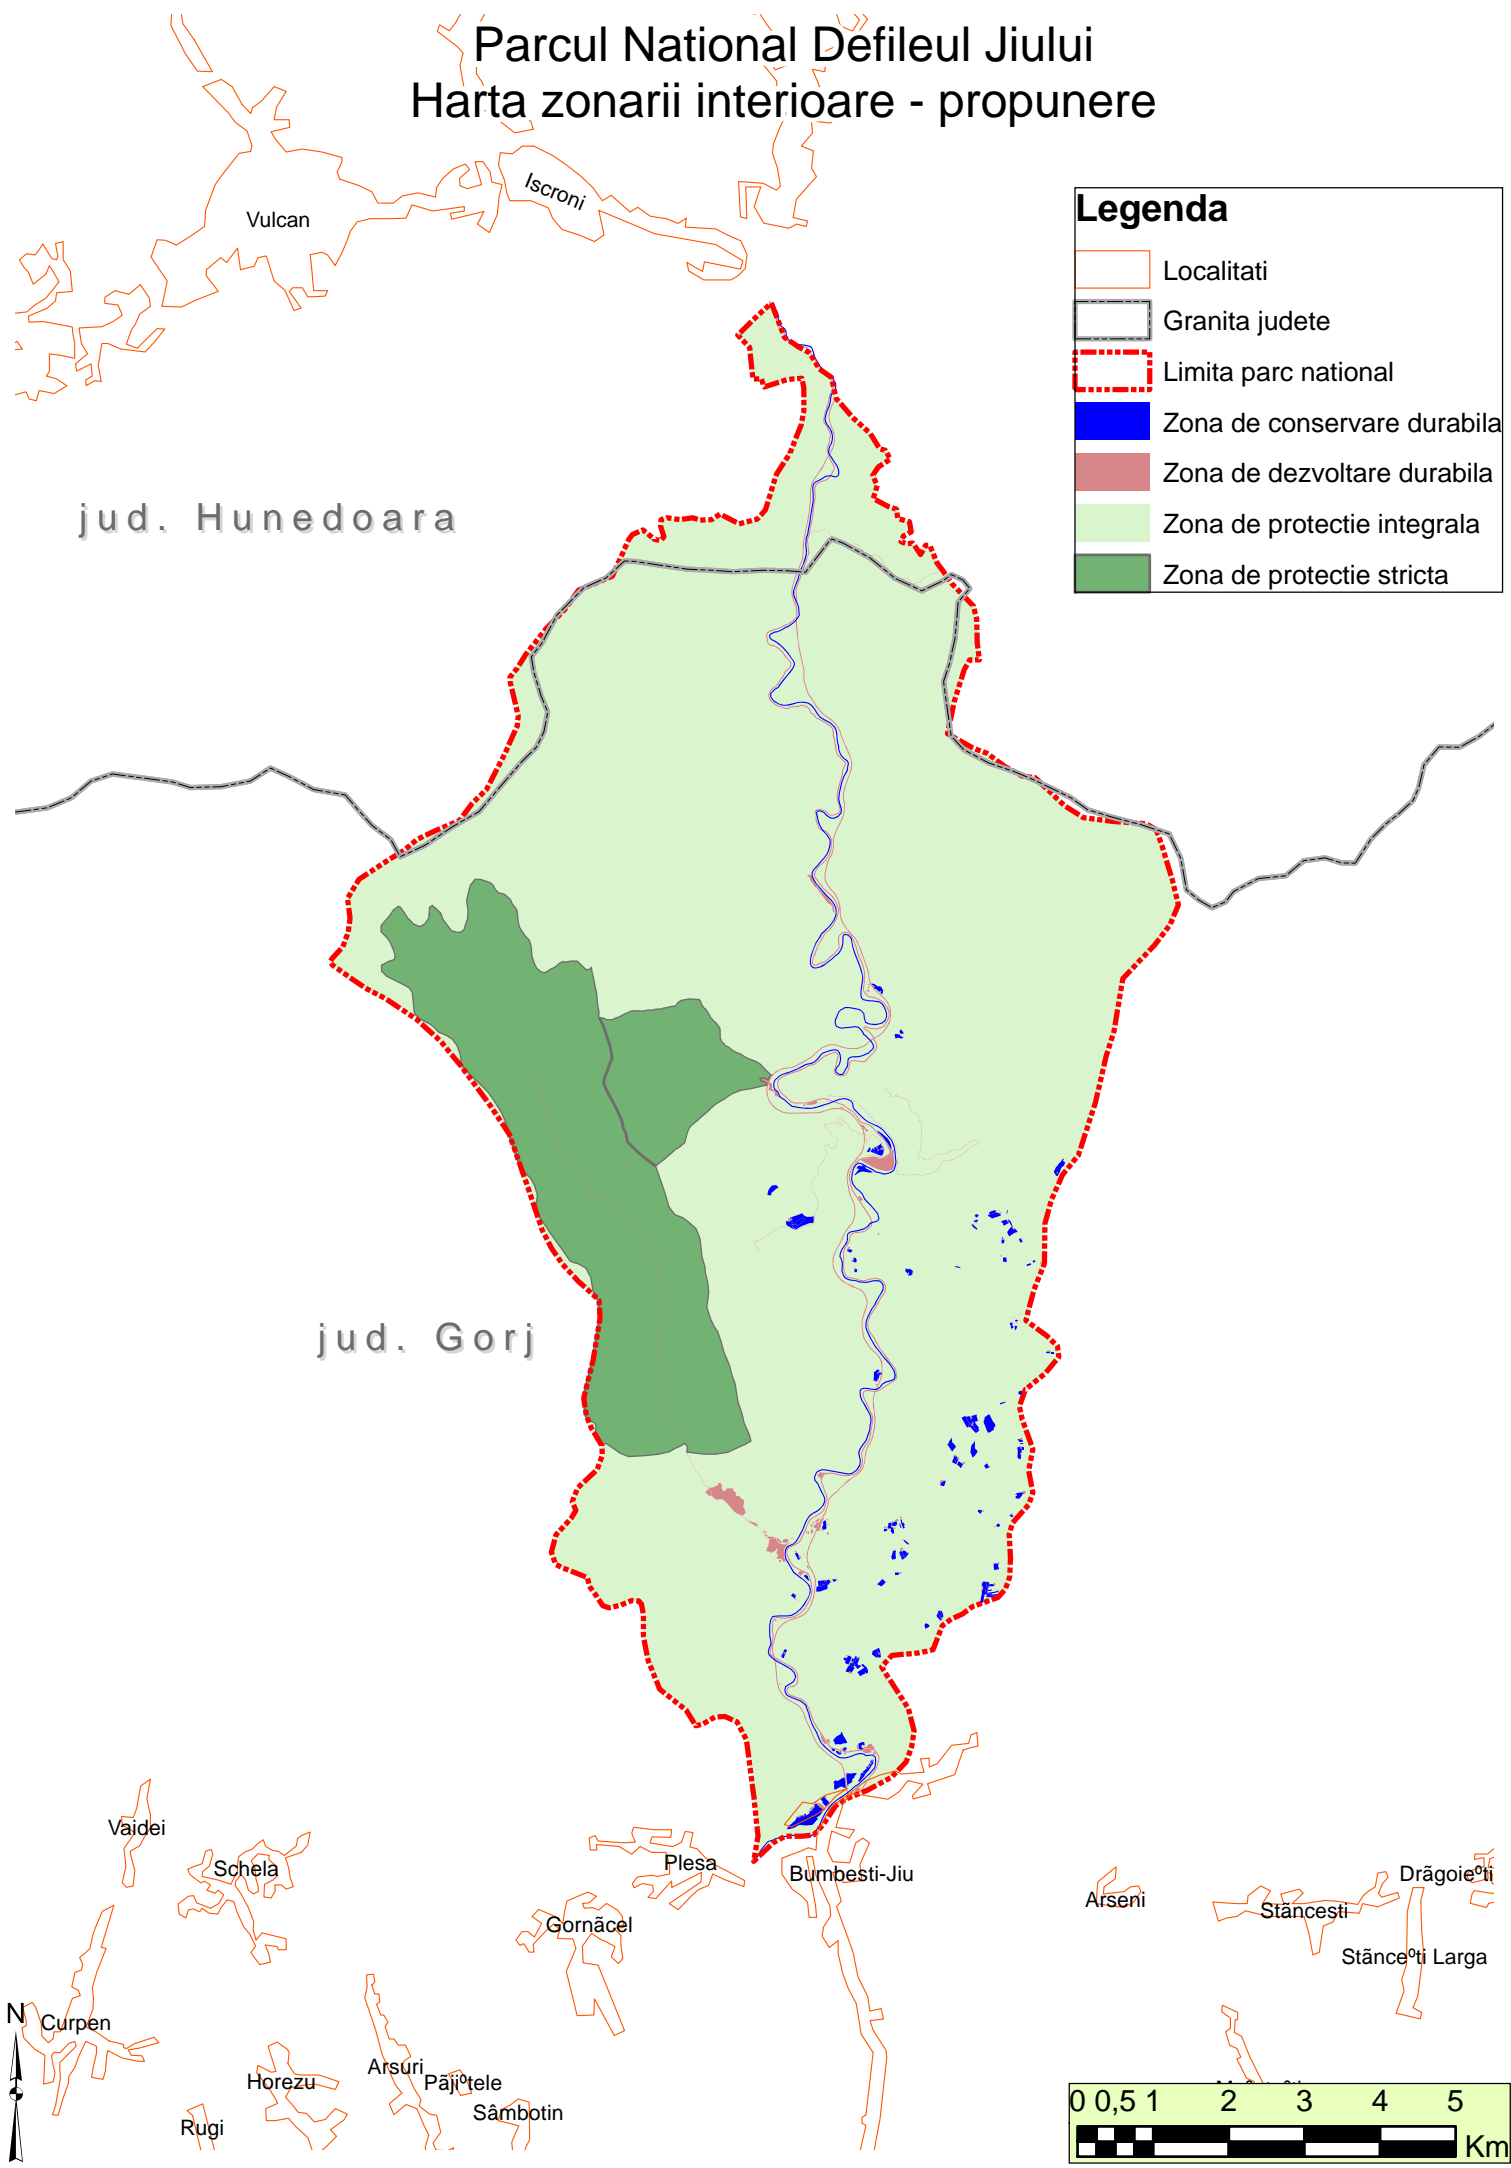 Parcul National Defileul Jiului
Harta zonarii interioare - propunere
Iscroni
Vulcan
Legenda
Localitati
Granita judete
Limita parc national
Zona de conservare durabila
Zona de dezvoltare durabila
Zona de protectie integrala
Zona de protectie stricta
jud. Hunedoara
jud. Gorj
Vaidei
Schela
Plesa
Bumbesti-Jiu
Drãgoieºti
Arseni
Stãncesti
Gornãcel
Stãnceºti Larga
N
Curpen
Arsuri
Pãjiºtele
Horezu
Sâmbotin
Rugi
0 0,5 1 2 3 4 5
Km